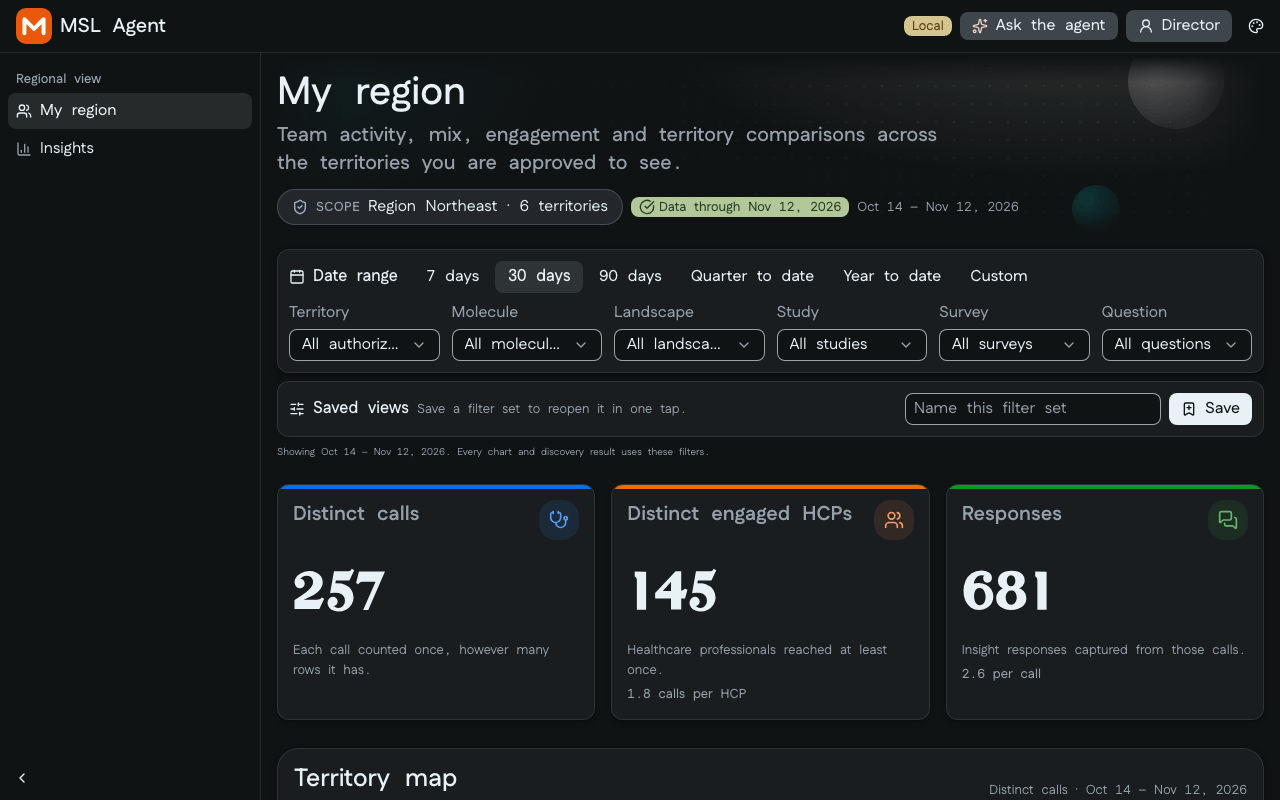 MSL Agent
Local
Ask the agent
Director
Regional view
My region
Insights
My region
Team activity, mix, engagement and territory comparisons across
the territories you are approved to see.
SCOPE Region Northeast · 6 territories
Data through Nov 12, 2026
Oct 14 – Nov 12, 2026
Date range
7 days
30 days
90 days
Quarter to date
Year to date
Custom
Territory
Molecule
Landscape
Study
Survey
Question
All authoriz...
All molecul...
All landsca...
All studies
All surveys
All questions
Saved views
Save a filter set to reopen it in one tap.
Name this filter set
Save
Showing Oct 14 – Nov 12, 2026. Every chart and discovery result uses these filters.
Distinct calls
257
Each call counted once, however many
rows it has.
Distinct engaged HCPs
145
Healthcare professionals reached at least
once.
1.8 calls per HCP
Responses
681
Insight responses captured from those calls.
2.6 per call
Territory map
Distinct calls · Oct 14 – Nov 12, 2026